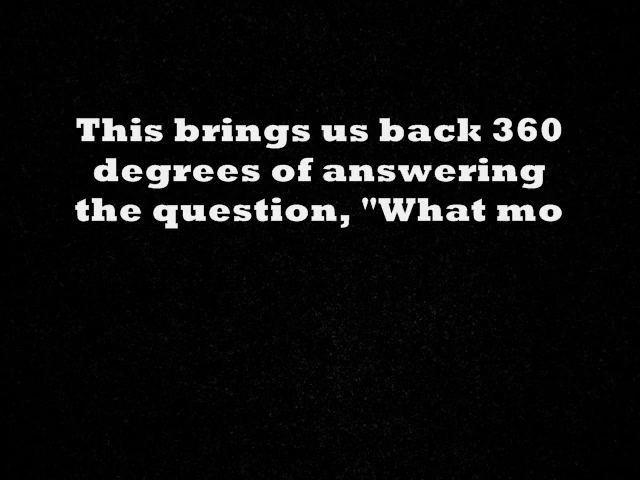 This brings us back 360
degrees of answering
the question, "What mo